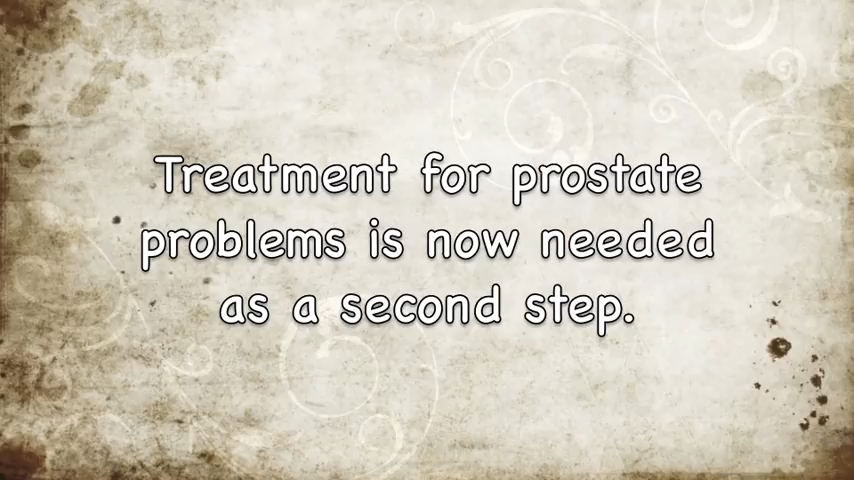 Treatment for prostate
problems is now needed
as a second step.